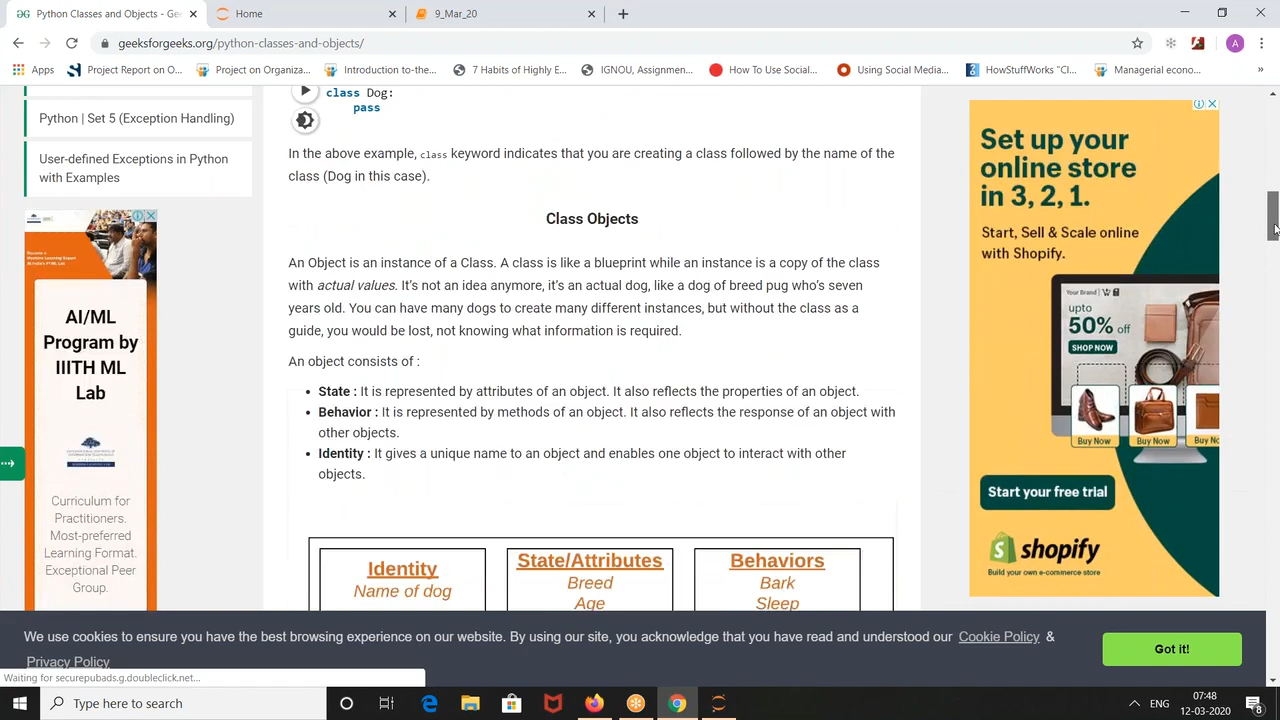 Python Classes and Objects - Gee
Home
9_Mar_20
geeksforgeeks.org/python-classes-and-objects/
A
Apps
Project Report on O...
Project on Organiza...
Introduction to-the...
7 Habits of Highly E...
IGNOU, Assignmen...
How To Use Social...
Using Social Media...
HowStuffWorks "Cl...
Managerial econo...
»
Python | Set 5 (Exception Handling)
User-defined Exceptions in Python
with Examples
AI/ML
Program by
IIITH ML
Lab
Curriculum for
Practitioners.
Most-preferred
Learning Format.
Exceptional Peer
Group.
class Dog:
pass
In the above example, class keyword indicates that you are creating a class followed by the name of the
class (Dog in this case).
Class Objects
An Object is an instance of a Class. A class is like a blueprint while an instance is a copy of the class
with actual values. It's not an idea anymore, it's an actual dog, like a dog of breed pug who's seven
years old. You can have many dogs to create many different instances, but without the class as a
guide, you would be lost, not knowing what information is required.
An object consists of :
• State : It is represented by attributes of an object. It also reflects the properties of an object.
• Behavior : It is represented by methods of an object. It also reflects the response of an object with
other objects.
• Identity : It gives a unique name to an object and enables one object to interact with other
objects.
Identity
Name of dog
State/Attributes
Breed
Age
Behaviors
Bark
Sleep
Set up your
online store
in 3, 2, 1.
Start, Sell & Scale online
with Shopify.
Your Brand
upto
50% off
SHOP NOW
Buy Now
Buy Now
Buy No
Start your free trial
shopify
Build your own e-commerce store
We use cookies to ensure you have the best browsing experience on our website. By using our site, you acknowledge that you have read and understood our Cookie Policy &
Privacy Policy
Got it!
Waiting for securepubads.g.doubleclick.net...
Type here to search
ENG
07:48
12-03-2020
8